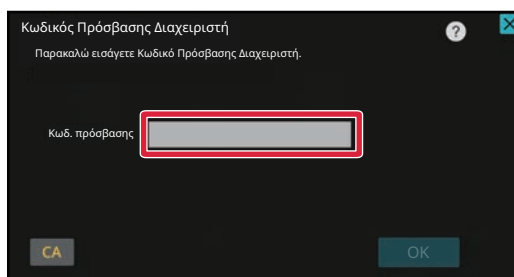 Κωδικός Πρόσβασης Διαχειριστή
?
Παρακαλώ εισάγετε Κωδικό Πρόσβασης Διαχειριστή.
Κωδ. πρόσβασης
CA
OK